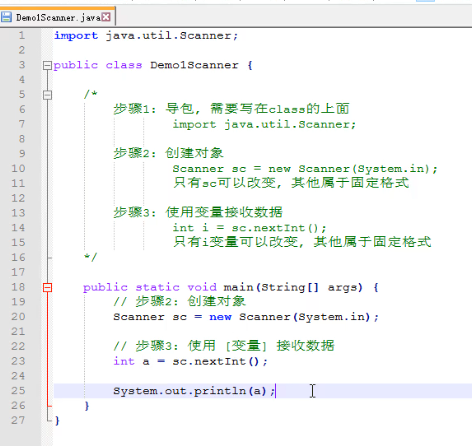 Demo1Scanner.java
1 import java.util.Scanner;
2
3 public class Demo1Scanner {
4
5 /*
6 步骤1: 导包, 需要写在class的上面
7 import java.util.Scanner;
8
9 步骤2: 创建对象
10 Scanner sc = new Scanner(System.in);
11 只有sc可以改变, 其他属于固定格式
12
13 步骤3: 使用变量接收数据
14 int i = sc.nextInt();
15 只有i变量可以改变, 其他属于固定格式
16 */
17
18 public static void main(String[] args) {
19 // 步骤2: 创建对象
20 Scanner sc = new Scanner(System.in);
21
22 // 步骤3: 使用 [变量] 接收数据
23 int a = sc.nextInt();
24
25 System.out.println(a);
26 }
27 }